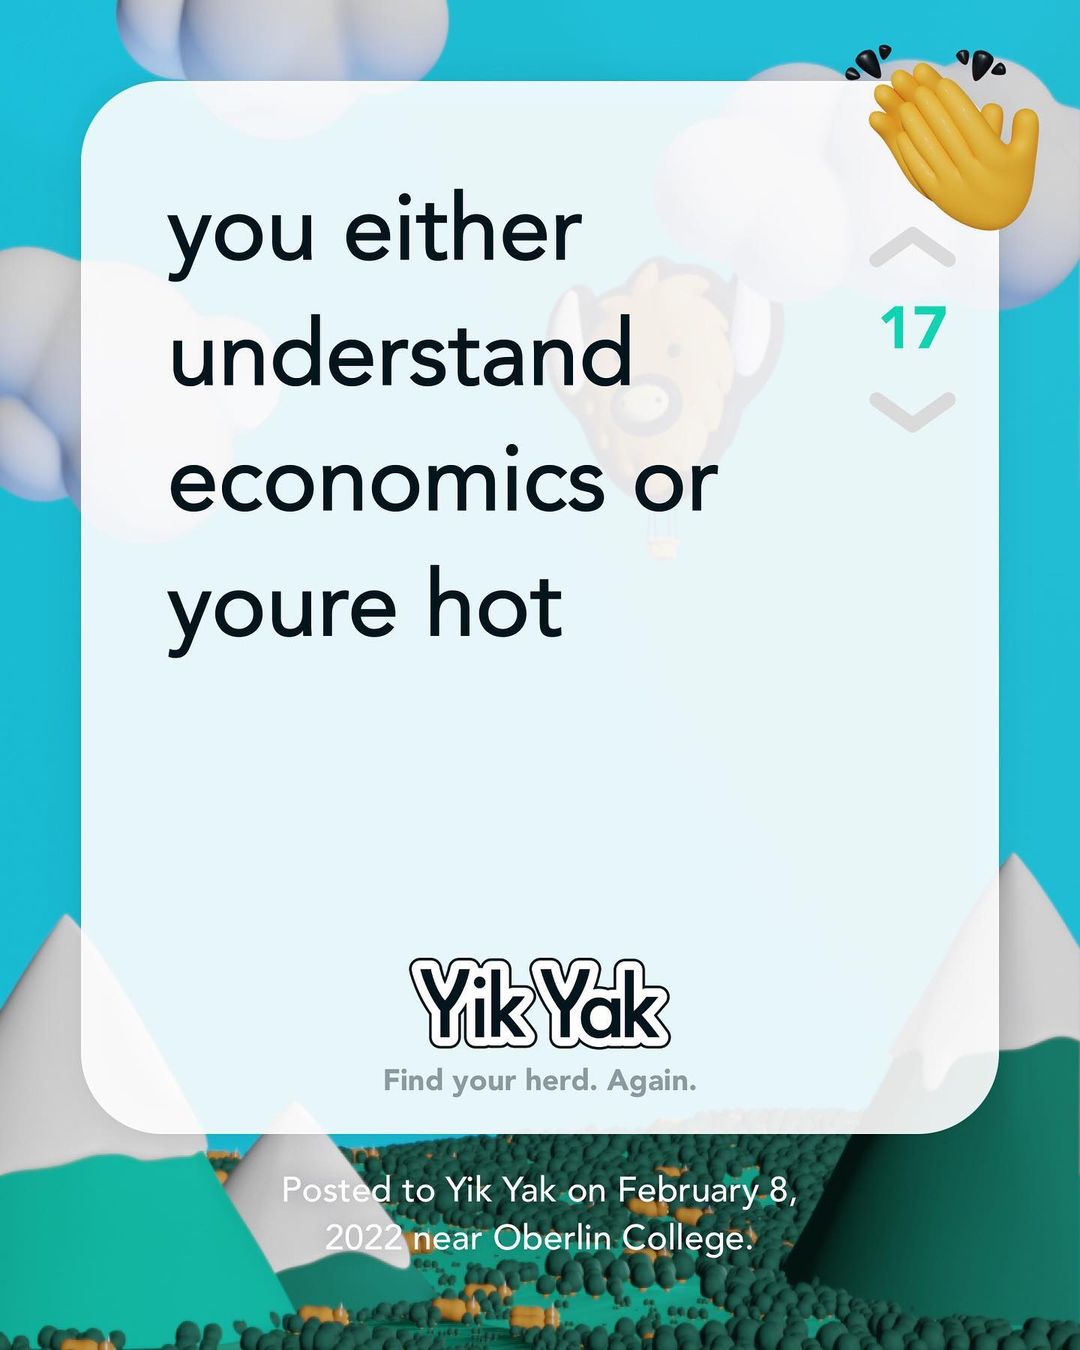 you either
understand
economics or
youre hot
17
Yik Yak
Find your herd. Again.
Posted to Yik Yak on February 8,
2022 near Oberlin College.